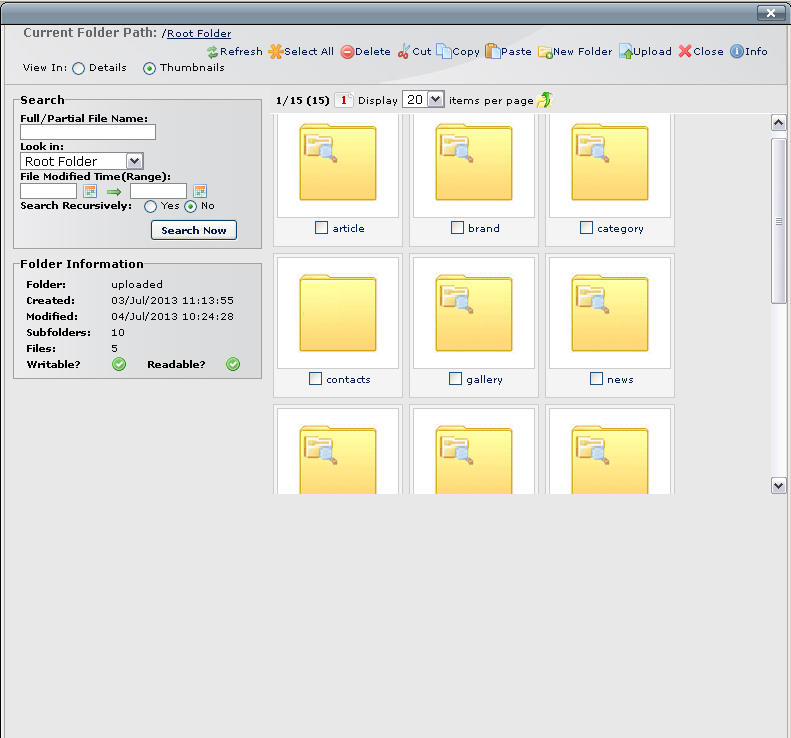 Current Folder Path: /Root Folder
Refresh Select All Delete Cut Copy Paste New Folder Upload Close Info
View In: Details Thumbnails
Search
Full/Partial File Name:
Look in:
Root Folder
File Modified Time(Range):
Search Recursively: Yes No
Search Now
Folder Information
Folder: uploaded
Created: 03/Jul/2013 11:13:55
Modified: 04/Jul/2013 10:24:28
Subfolders: 10
Files: 5
Writable? Readable?
1/15 (15) 1 Display 20 items per page
article brand category
contacts gallery news